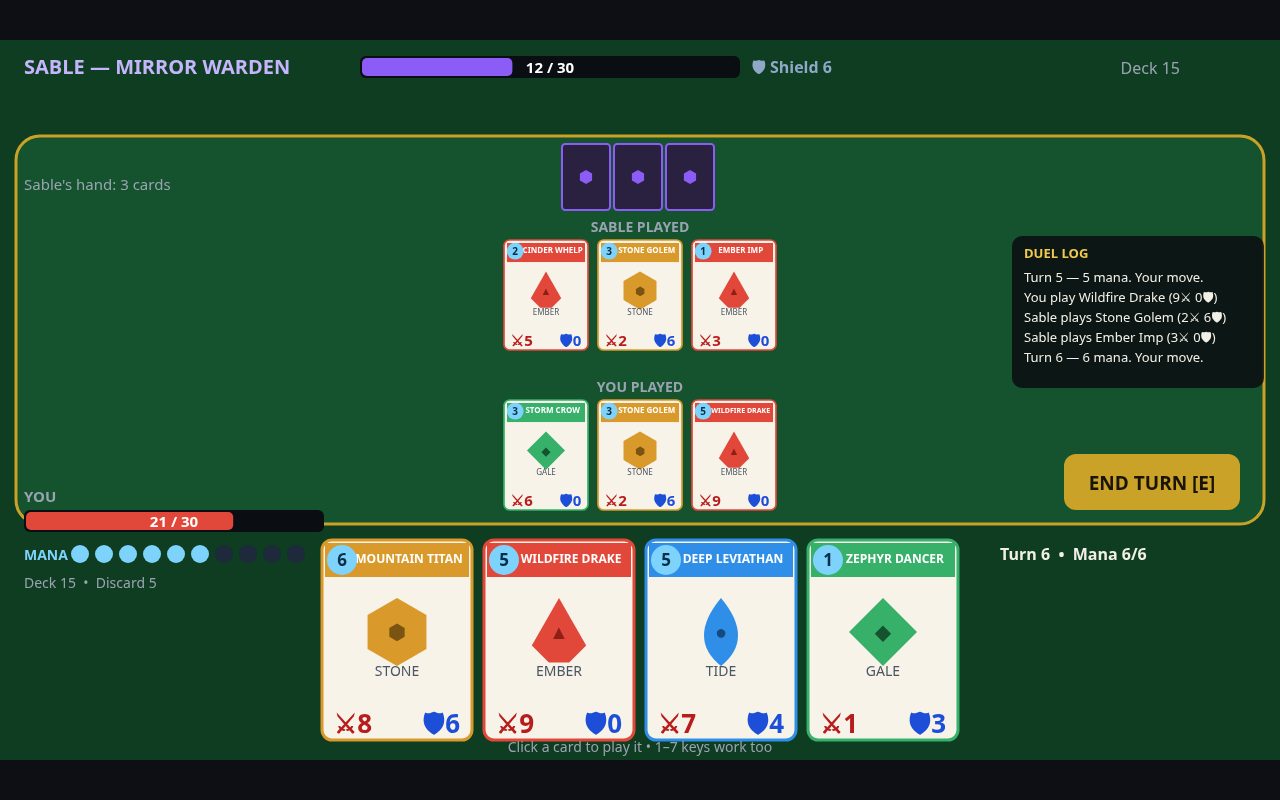 SABLE — MIRROR WARDEN
12 / 30
Shield 6
Deck 15
Sable's hand: 3 cards
SABLE PLAYED
2 CINDER WHELP
EMBER
5 0
3 STONE GOLEM
STONE
2 6
1 EMBER IMP
EMBER
3 0
DUEL LOG
Turn 5 — 5 mana. Your move.
You play Wildfire Drake (9⚔ 0🛡)
Sable plays Stone Golem (2⚔ 6🛡)
Sable plays Ember Imp (3⚔ 0🛡)
Turn 6 — 6 mana. Your move.
YOU PLAYED
3 STORM CROW
GALE
6 0
3 STONE GOLEM
STONE
2 6
5 WILDFIRE DRAKE
EMBER
9 0
END TURN [E]
YOU
21 / 30
MANA
Deck 15 • Discard 5
6 MOUNTAIN TITAN
STONE
8 6
5 WILDFIRE DRAKE
EMBER
9 0
5 DEEP LEVIATHAN
TIDE
7 4
1 ZEPHYR DANCER
GALE
1 3
Turn 6 • Mana 6/6
Click a card to play it • 1–7 keys work too